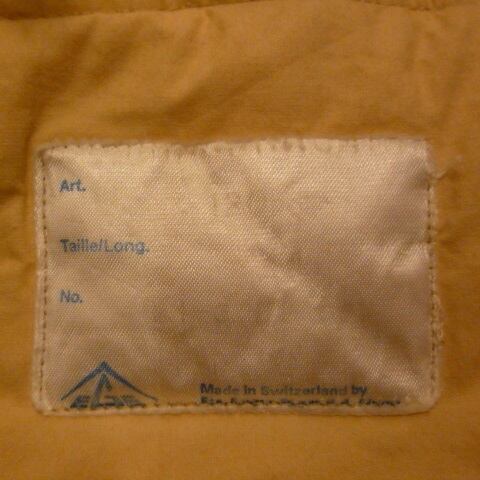 Art.
Taille/Long.
No.
Made in Switzerland by